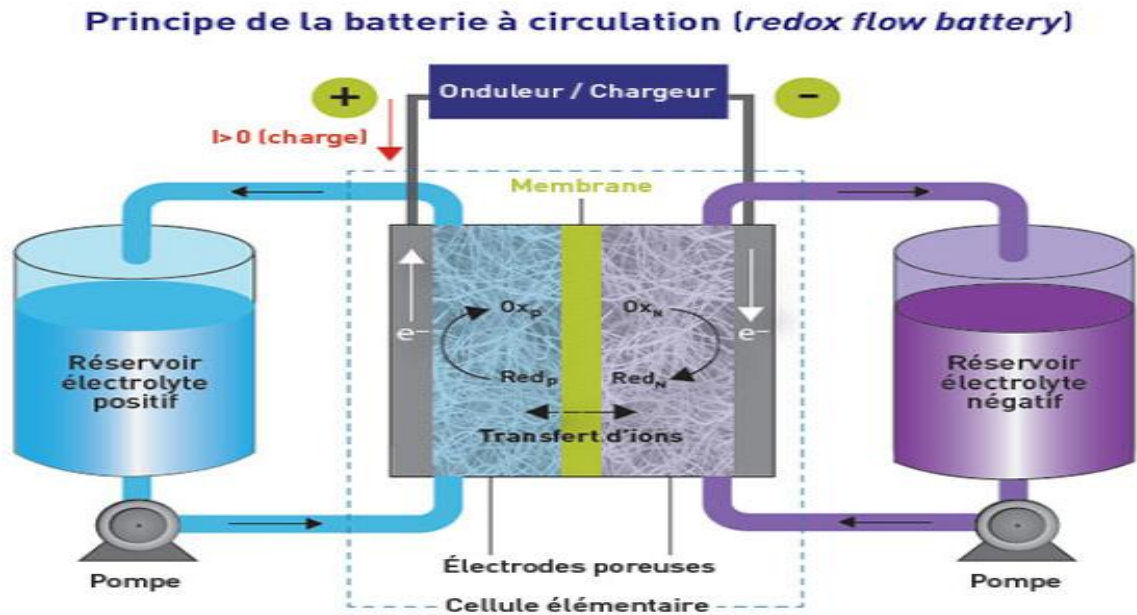 Principe de la batterie à circulation (redox flow battery)
+
Onduleur / Chargeur
-
I>0 (charge)
Membrane
e-
Ox_P
Red_P
Ox_N
Red_N
e-
Transfert d'ions
Réservoir
électrolyte
positif
Réservoir
électrolyte
négatif
Pompe
Électrodes poreuses
Pompe
Cellule élémentaire